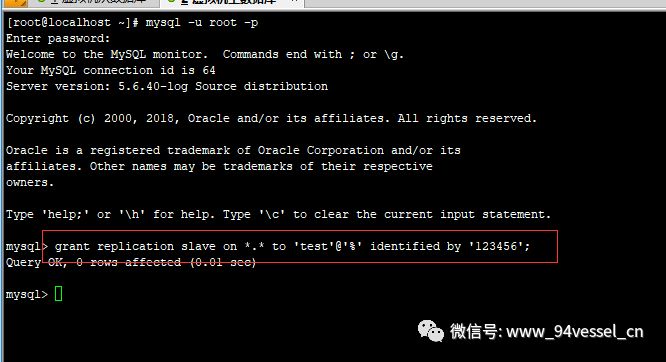 [root@localhost ~]# mysql -u root -p
Enter password:
Welcome to the MySQL monitor.  Commands end with ; or \g.
Your MySQL connection id is 64
Server version: 5.6.40-log Source distribution
Copyright (c) 2000, 2018, Oracle and/or its affiliates. All rights reserved.
Oracle is a registered trademark of Oracle Corporation and/or its
affiliates. Other names may be trademarks of their respective
owners.
Type 'help;' or '\h' for help. Type '\c' to clear the current input statement.
mysql> grant replication slave on *.* to 'test'@'%' identified by '123456';
Query OK, 0 rows affected (0.01 sec)
mysql>
微信号: www_94vessel_cn